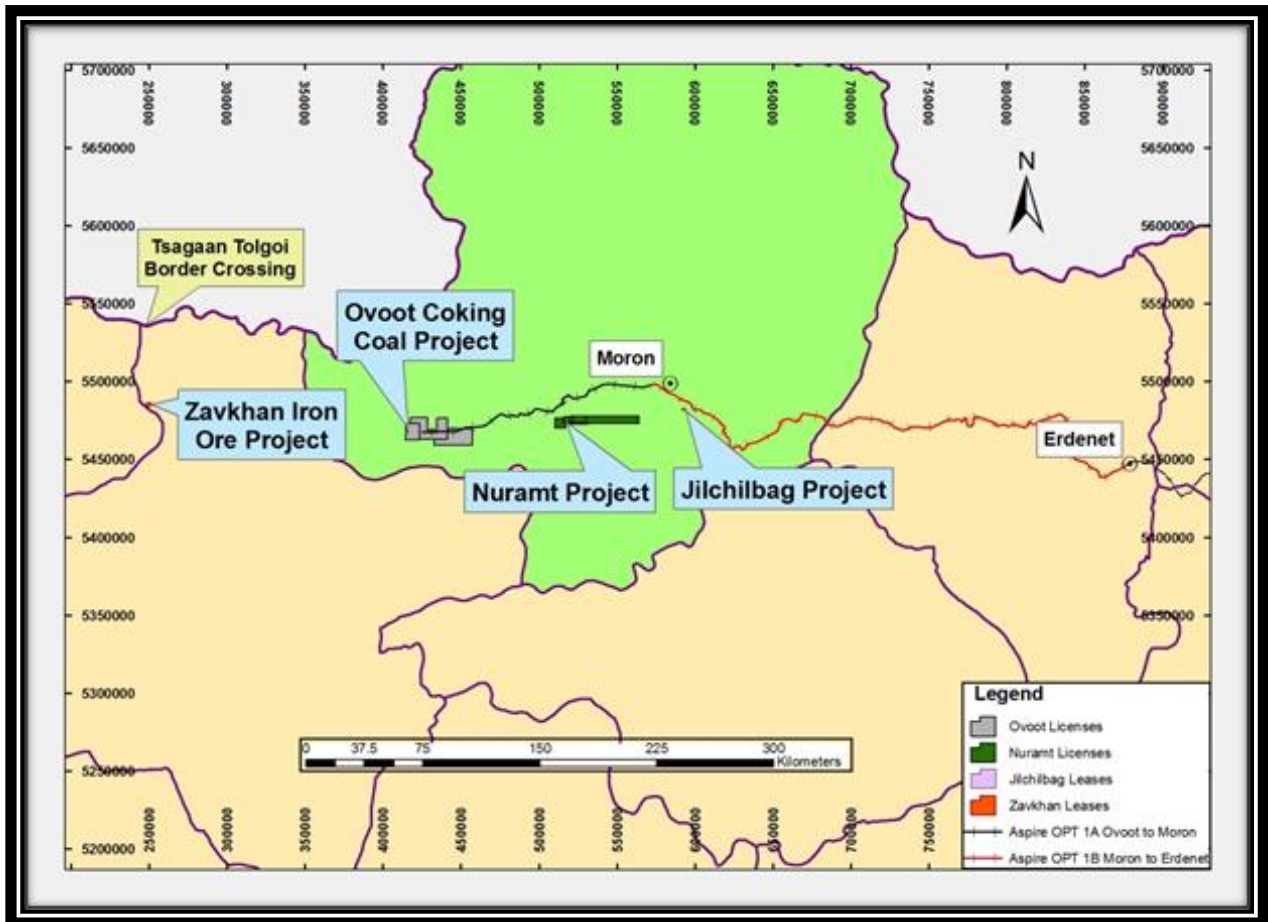 5700000
5700000
250000
300000
350000
400000
450000
500000
550000
600000
650000
700000
750000
800000
850000
900000
5650000
5650000
N
5600000
5600000
Tsagaan Tolgoi
Border Crossing
5550000
5550000
Ovoot Coking
Coal Project
Moron
5500000
5500000
Zavkhan Iron
Ore Project
Erdenet
5450000
5450000
Nuramt Project
Jilchilbag Project
5400000
5400000
5350000
5350000
5300000
Legend
Ovoot Licenses
Nuramt Licenses
Jilchilbag Leases
Zavkhan Leases
Aspire OPT 1A Ovoot to Moron
Aspire OPT 1B Moron to Erdenet
0 37.5 75 150 225 300
Kilometers
5250000
5200000
250000
300000
350000
400000
450000
500000
550000
600000
650000
700000